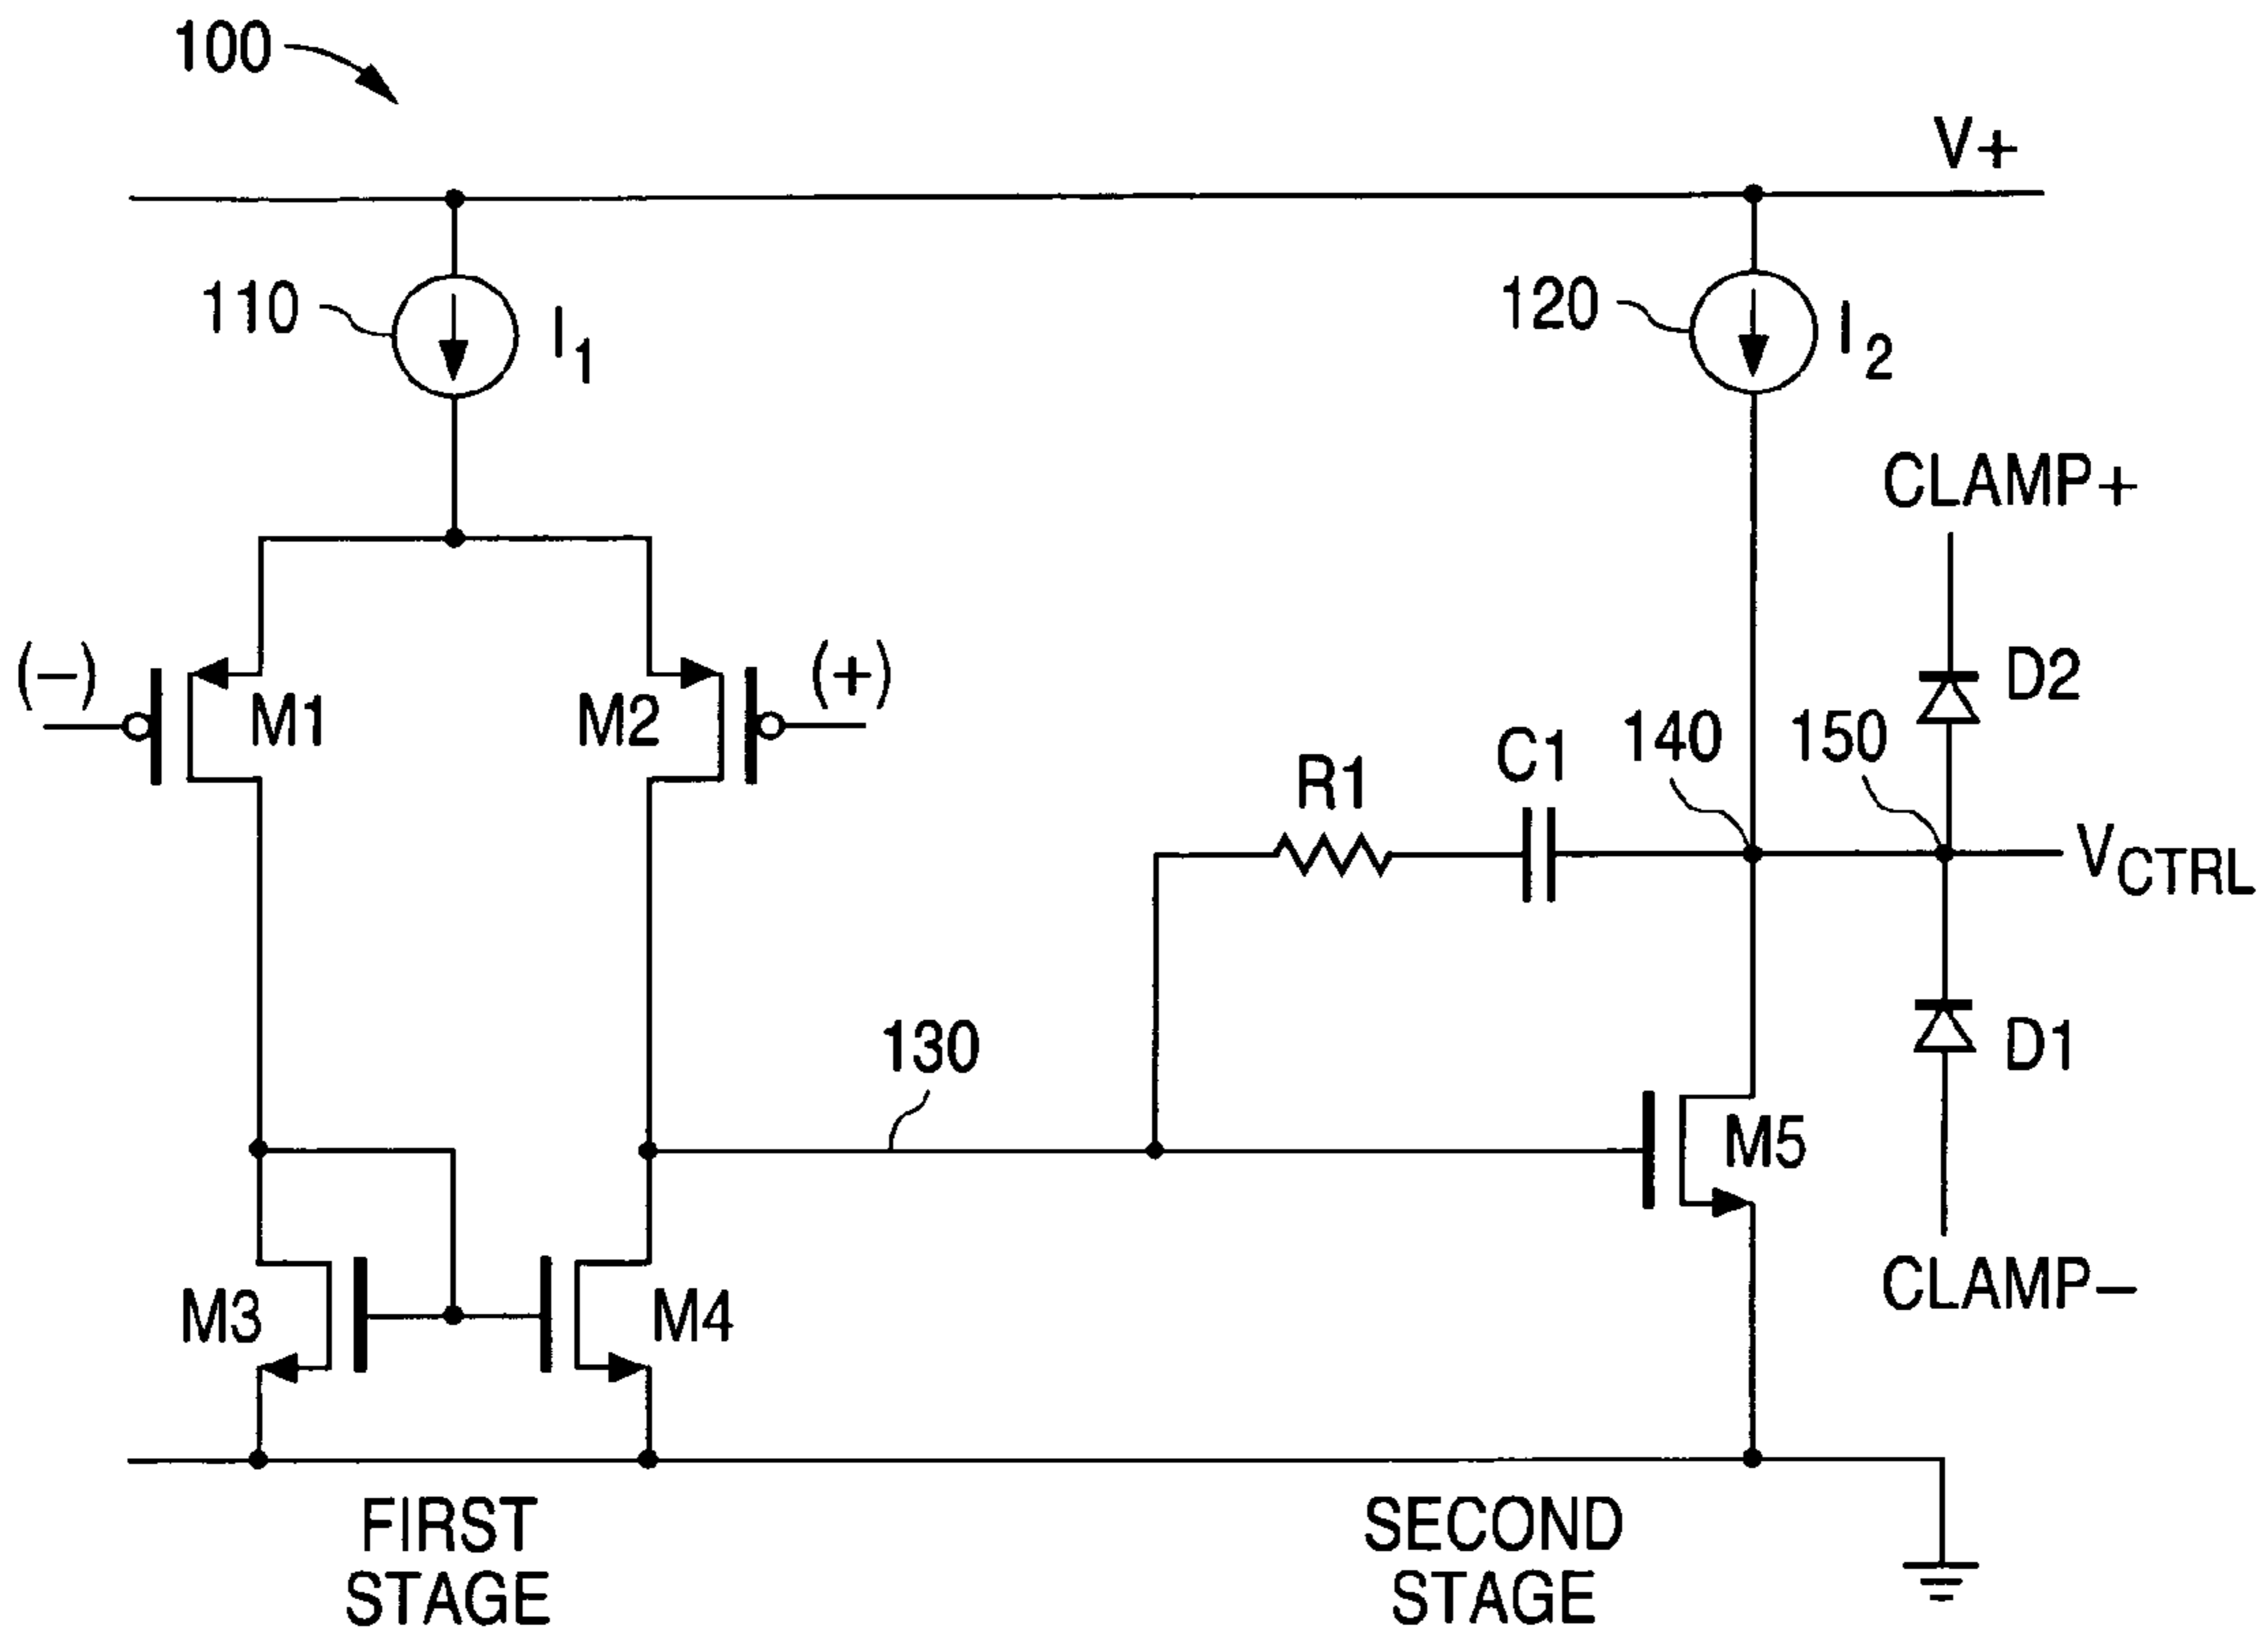 100
V+
110
I1
120
I2
CLAMP+
(−)
M1
M2
(+)
D2
R1
C1
140
150
VCTRL
130
D1
M5
CLAMP−
M3
M4
FIRST
STAGE
SECOND
STAGE